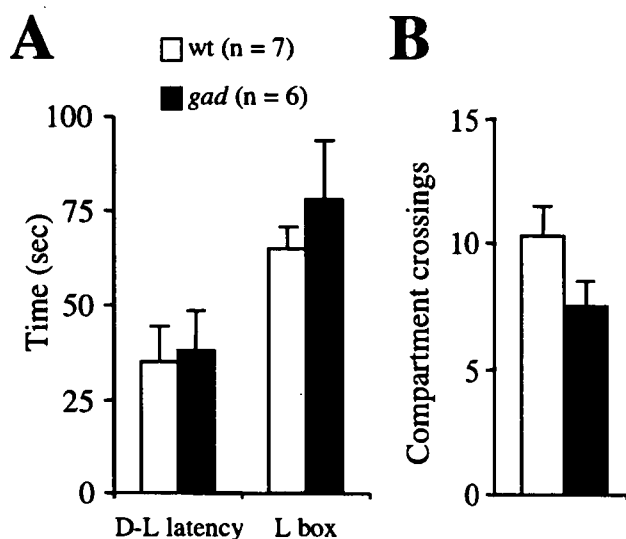 A
wt (n = 7)
gad (n = 6)
100
75
50
25
0
Time (sec)
D-L latency
L box
B
15
10
5
0
Compartment crossings